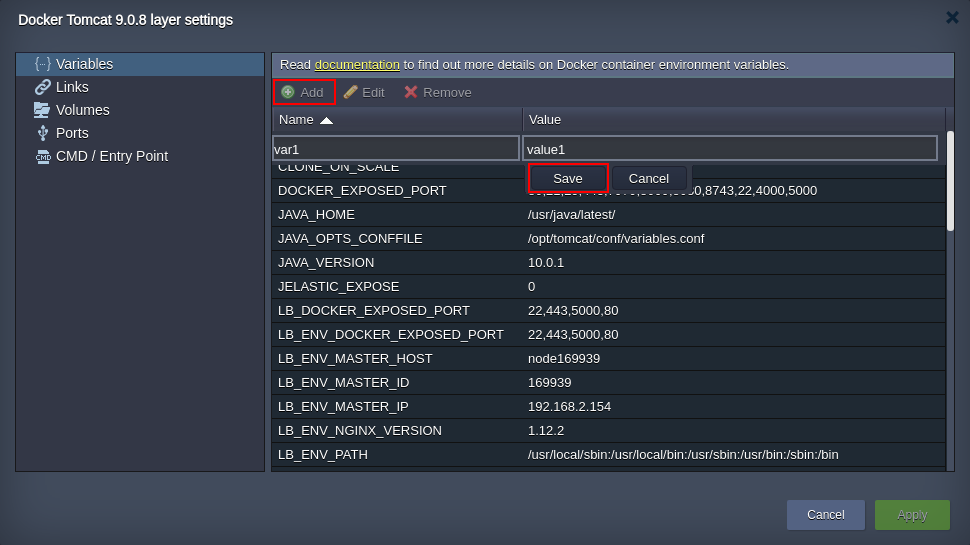 Docker Tomcat 9.0.8 layer settings
Variables
Links
Volumes
Ports
CMD / Entry Point
Read documentation to find out more details on Docker container environment variables.
Add Edit Remove
Name Value
var1 value1
CLONE_ON_SCALE
Save Cancel
DOCKER_EXPOSED_PORT 8743,22,4000,5000
JAVA_HOME /usr/java/latest/
JAVA_OPTS_CONFFILE /opt/tomcat/conf/variables.conf
JAVA_VERSION 10.0.1
JELASTIC_EXPOSE 0
LB_DOCKER_EXPOSED_PORT 22,443,5000,80
LB_ENV_DOCKER_EXPOSED_PORT 22,443,5000,80
LB_ENV_MASTER_HOST node169939
LB_ENV_MASTER_ID 169939
LB_ENV_MASTER_IP 192.168.2.154
LB_ENV_NGINX_VERSION 1.12.2
LB_ENV_PATH /usr/local/sbin:/usr/local/bin:/usr/sbin:/usr/bin:/sbin:/bin
Cancel Apply